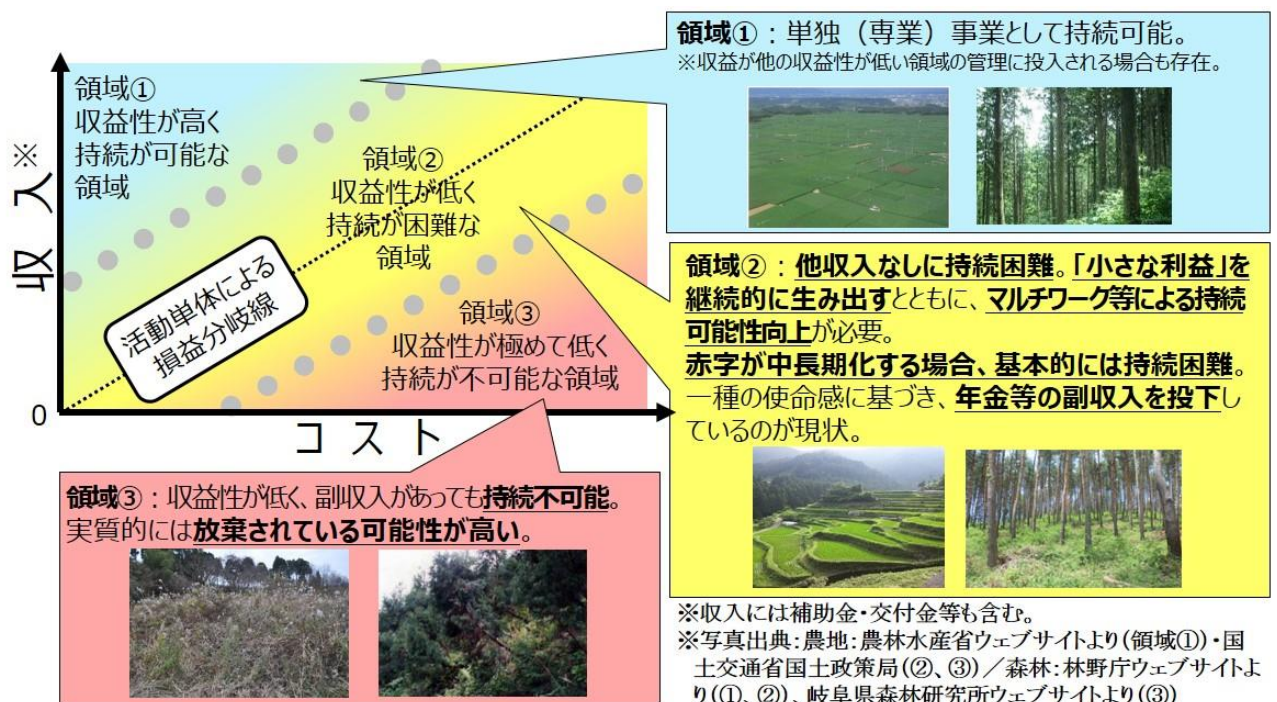 領域①
収益性が高く
持続が可能な
領域
領域②
収益性が低く
持続が困難な
領域
領域③
収益性が極めて低く
持続が不可能な領域
活動単体による
損益分岐線
収入※
0
コスト
領域①：単独（専業）事業として持続可能。
※収益が他の収益性が低い領域の管理に投入される場合も存在。
領域②：他収入なしに持続困難。「小さな利益」を
継続的に生み出すとともに、マルチワーク等による持続
可能性向上が必要。
赤字が中長期化する場合、基本的には持続困難。
一種の使命感に基づき、年金等の副収入を投下し
ているのが現状。
領域③：収益性が低く、副収入があっても持続不可能。
実質的には放棄されている可能性が高い。
※収入には補助金・交付金等も含む。
※写真出典：農地：農林水産省ウェブサイトより(領域①)・国
土交通省国土政策局(②、③)／森林：林野庁ウェブサイトよ
り(①、②)、岐阜県森林研究所ウェブサイトより(③)